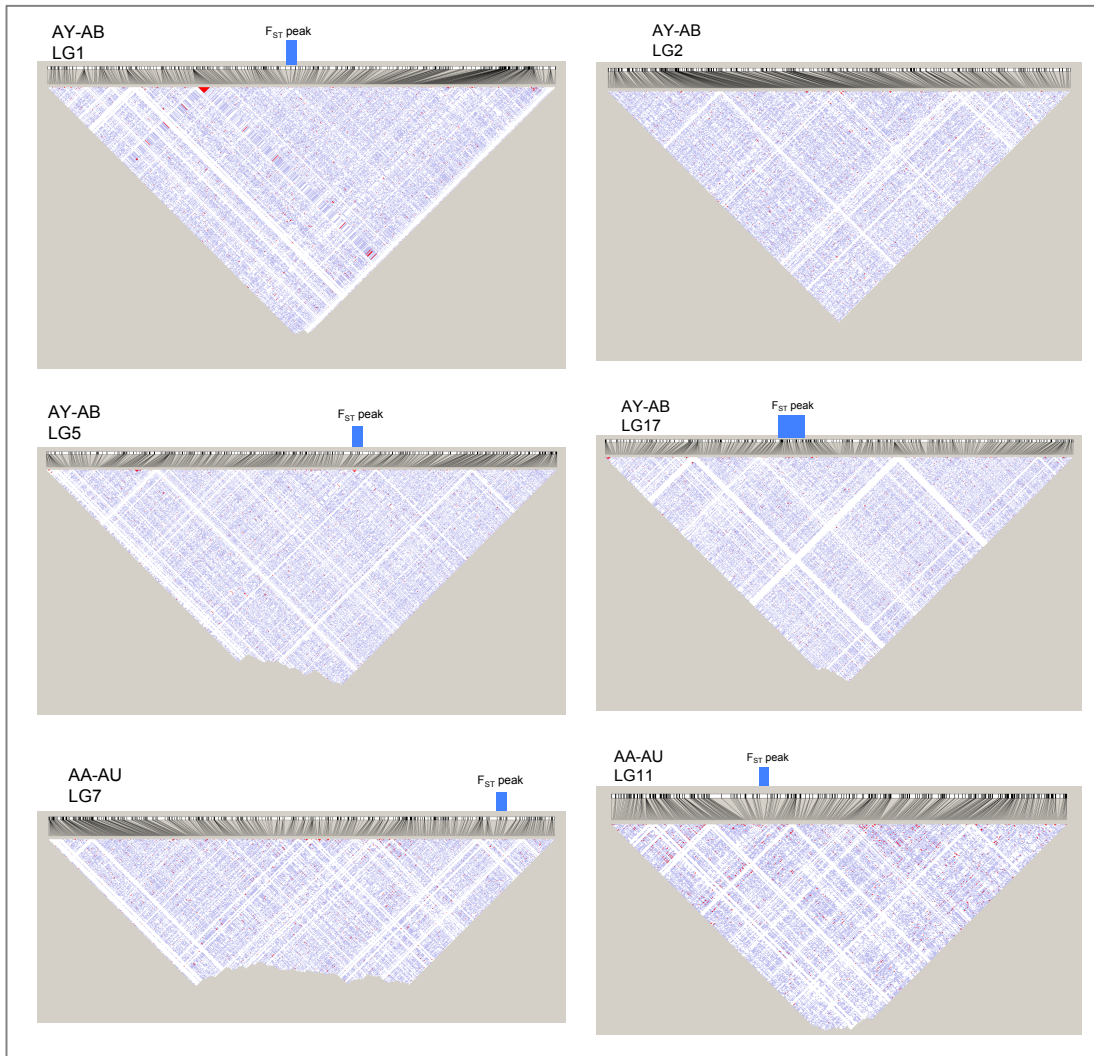 AY-AB
LG1
FST peak
AY-AB
LG2
AY-AB
LG5
FST peak
AY-AB
LG17
FST peak
AA-AU
LG7
FST peak
AA-AU
LG11
FST peak